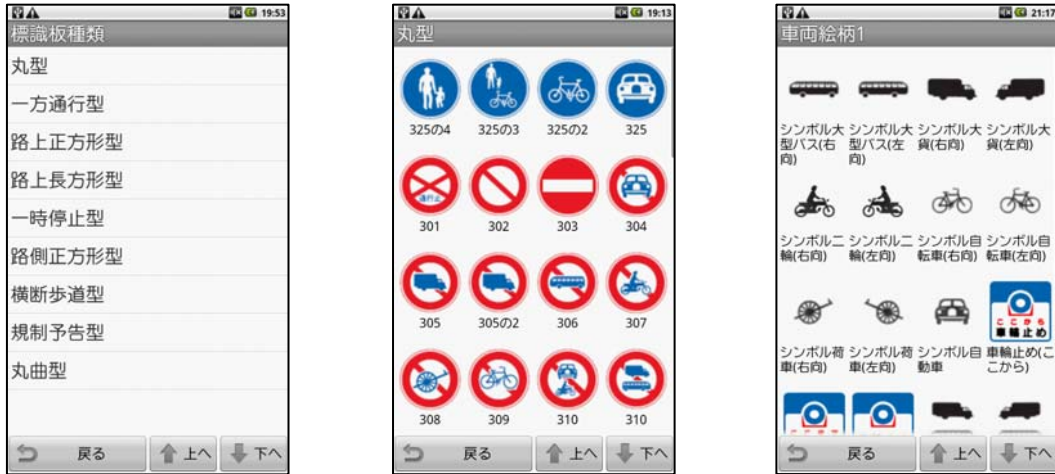 19:53
標識板種類
丸型
一方通行型
路上正方形型
路上長方形型
一時停止型
路側正方形型
横断歩道型
規制予告型
丸曲型
戻る 上へ 下へ
19:13
丸型
325の4 325の3 325の2 325
通行止
301 302 303 304
305 305の2 306 307
308 309 310 310
戻る 上へ 下へ
21:17
車両絵柄1
シンボル大型バス(右向)
シンボル大型バス(左向)
シンボル大貨(右向)
シンボル大貨(左向)
シンボル二輪(右向)
シンボル二輪(左向)
シンボル自転車(右向)
シンボル自転車(左向)
ここから
車輪止め
シンボル荷車(右向)
シンボル荷車(左向)
シンボル自動車
車輪止め(ここから)
戻る 上へ 下へ